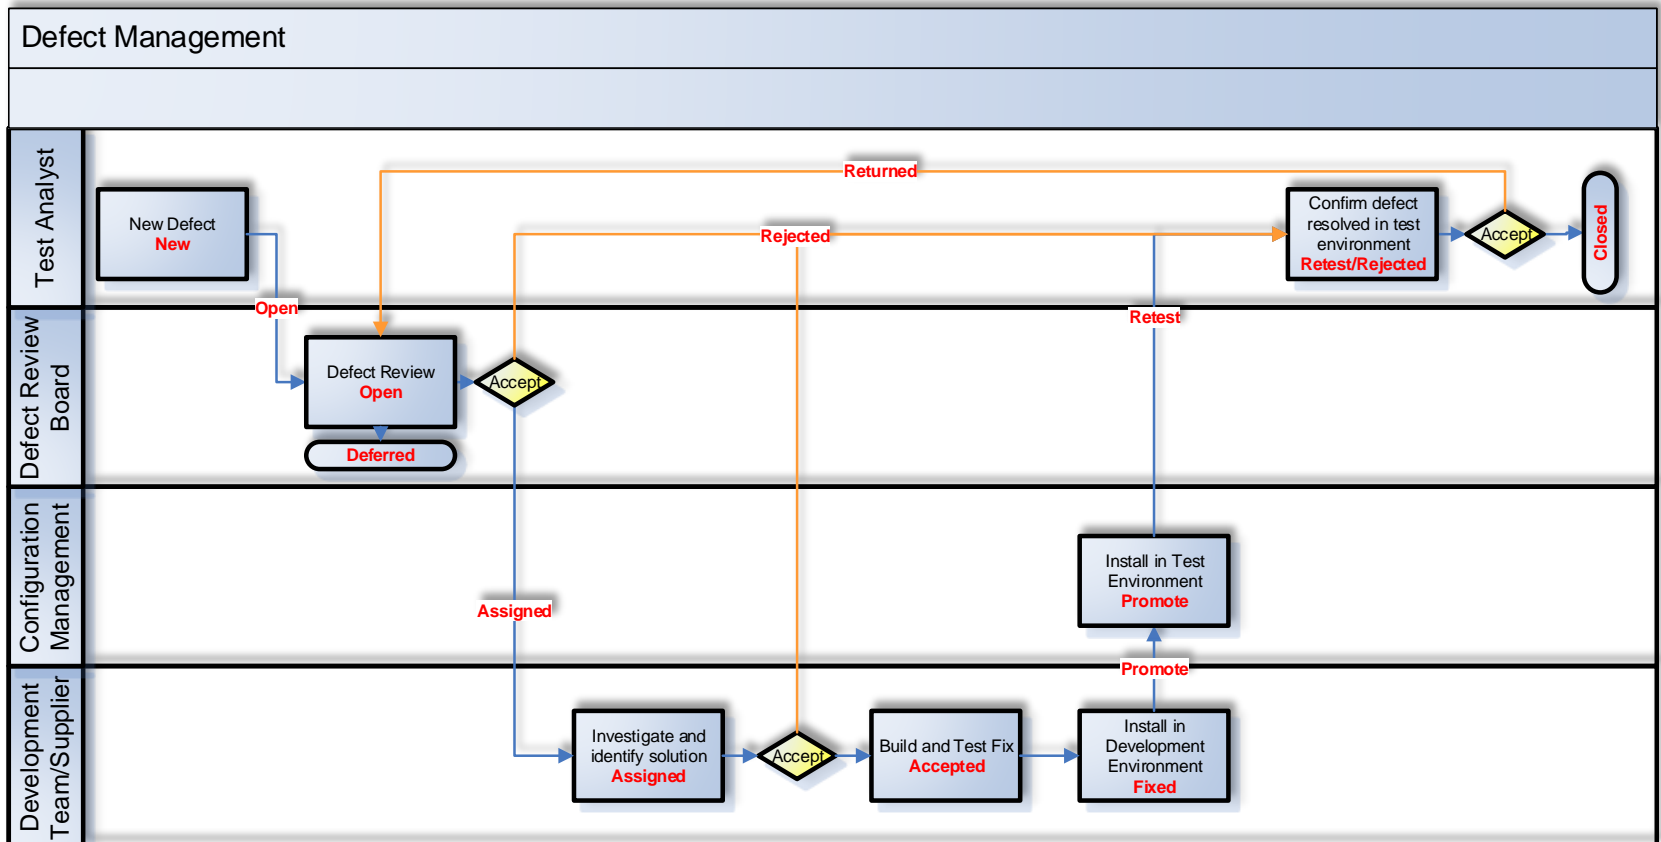 Defect Management
Test Analyst
New Defect
New
Open
Returned
Rejected
Confirm defect
resolved in test
environment
Retest/Rejected
Accept
Closed
Defect Review
Board
Defect Review
Open
Deferred
Accept
Retest
Configuration
Management
Assigned
Install in Test
Environment
Promote
Promote
Development
Team/Supplier
Investigate and
identify solution
Assigned
Accept
Build and Test Fix
Accepted
Install in
Development
Environment
Fixed